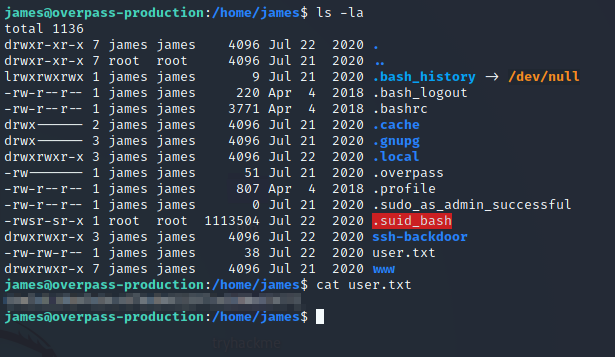 james@overpass-production:/home/james$ ls -la
total 1136
drwxr-xr-x 7 james james    4096 Jul 22  2020 .
drwxr-xr-x 7 root  root     4096 Jul 21  2020 ..
lrwxrwxrwx 1 james james       9 Jul 21  2020 .bash_history → /dev/null
-rw-r--r-- 1 james james     220 Apr  4  2018 .bash_logout
-rw-r--r-- 1 james james    3771 Apr  4  2018 .bashrc
drwx------ 2 james james    4096 Jul 21  2020 .cache
drwx------ 3 james james    4096 Jul 21  2020 .gnupg
drwxrwxr-x 3 james james    4096 Jul 22  2020 .local
-rw------- 1 james james      51 Jul 21  2020 .overpass
-rw-r--r-- 1 james james     807 Apr  4  2018 .profile
-rw-r--r-- 1 james james       0 Jul 21  2020 .sudo_as_admin_successful
-rwsr-sr-x 1 root  root  1113504 Jul 22  2020 .suid_bash
drwxrwxr-x 3 james james    4096 Jul 22  2020 ssh-backdoor
-rw-rw-r-- 1 james james      38 Jul 22  2020 user.txt
drwxrwxr-x 7 james james    4096 Jul 21  2020 www
james@overpass-production:/home/james$ cat user.txt
james@overpass-production:/home/james$
tryhackme